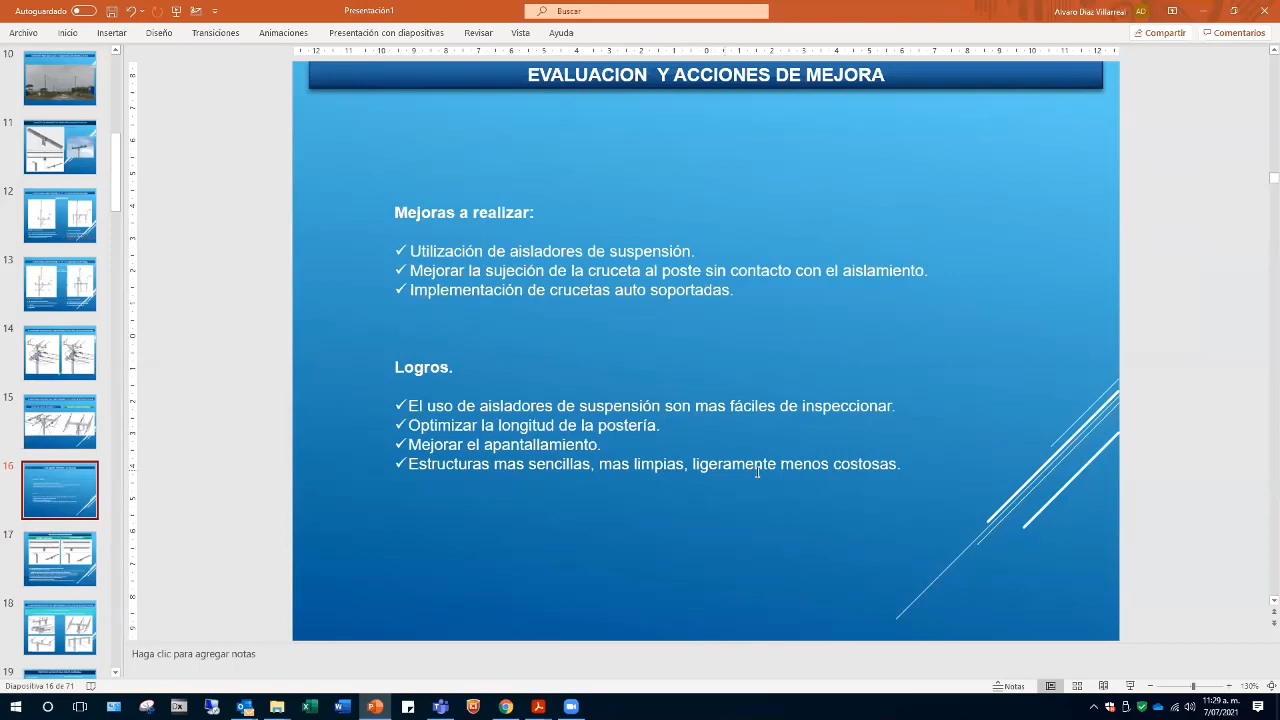 Autoguardado
Presentación1
Buscar
Alvaro Diaz Villarreal
AD
Archivo
Inicio
Insertar
Diseño
Transiciones
Animaciones
Presentación con diapositivas
Revisar
Vista
Ayuda
Compartir
Comentarios
EVALUACION Y ACCIONES DE MEJORA
Mejoras a realizar:
✓ Utilización de aisladores de suspensión.
✓ Mejorar la sujeción de la cruceta al poste sin contacto con el aislamiento.
✓ Implementación de crucetas auto soportadas.
Logros.
✓ El uso de aisladores de suspensión son mas fáciles de inspeccionar.
✓ Optimizar la longitud de la postería.
✓ Mejorar el apantallamiento.
✓ Estructuras mas sencillas, mas limpias, ligeramente menos costosas.
10
11
12
13
14
15
16
17
18
19
Haga clic para agregar notas
Diapositiva 16 de 71
Notas
130%
11:29 a.m.
7/07/2021